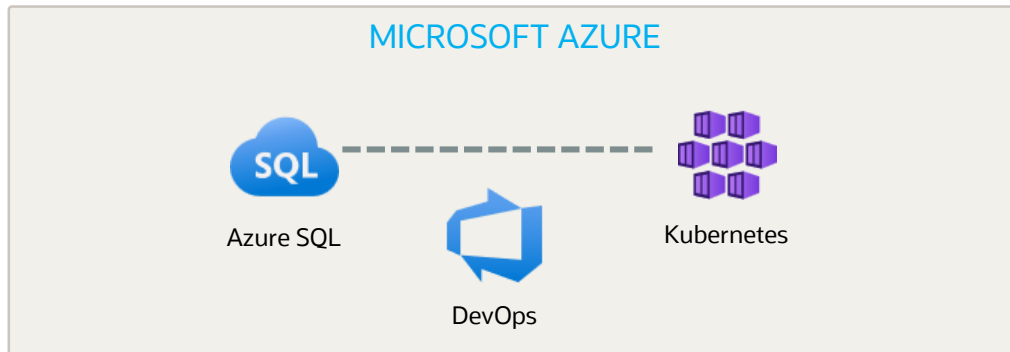 MICROSOFT AZURE
SQL
Azure SQL
Kubernetes
DevOps